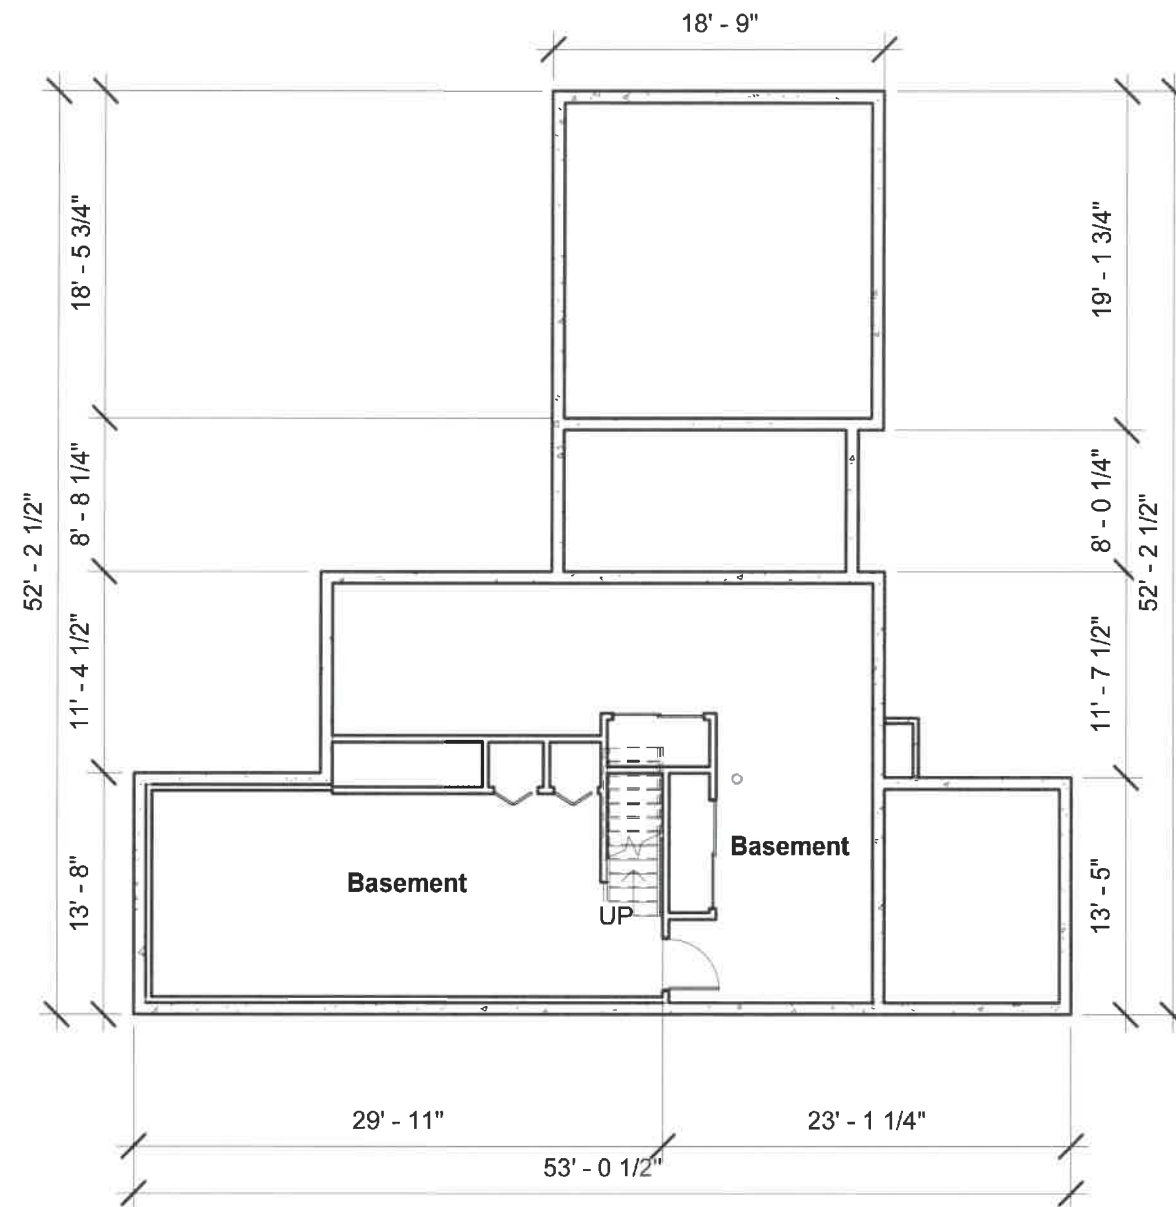 18' - 9"
18' - 5 3/4"
19' - 1 3/4"
8' - 8 1/4"
8' - 0 1/4"
52' - 2 1/2"
52' - 2 1/2"
11' - 4 1/2"
11' - 7 1/2"
Basement
Basement
13' - 8"
13' - 5"
UP
29' - 11"
23' - 1 1/4"
53' - 0 1/2"